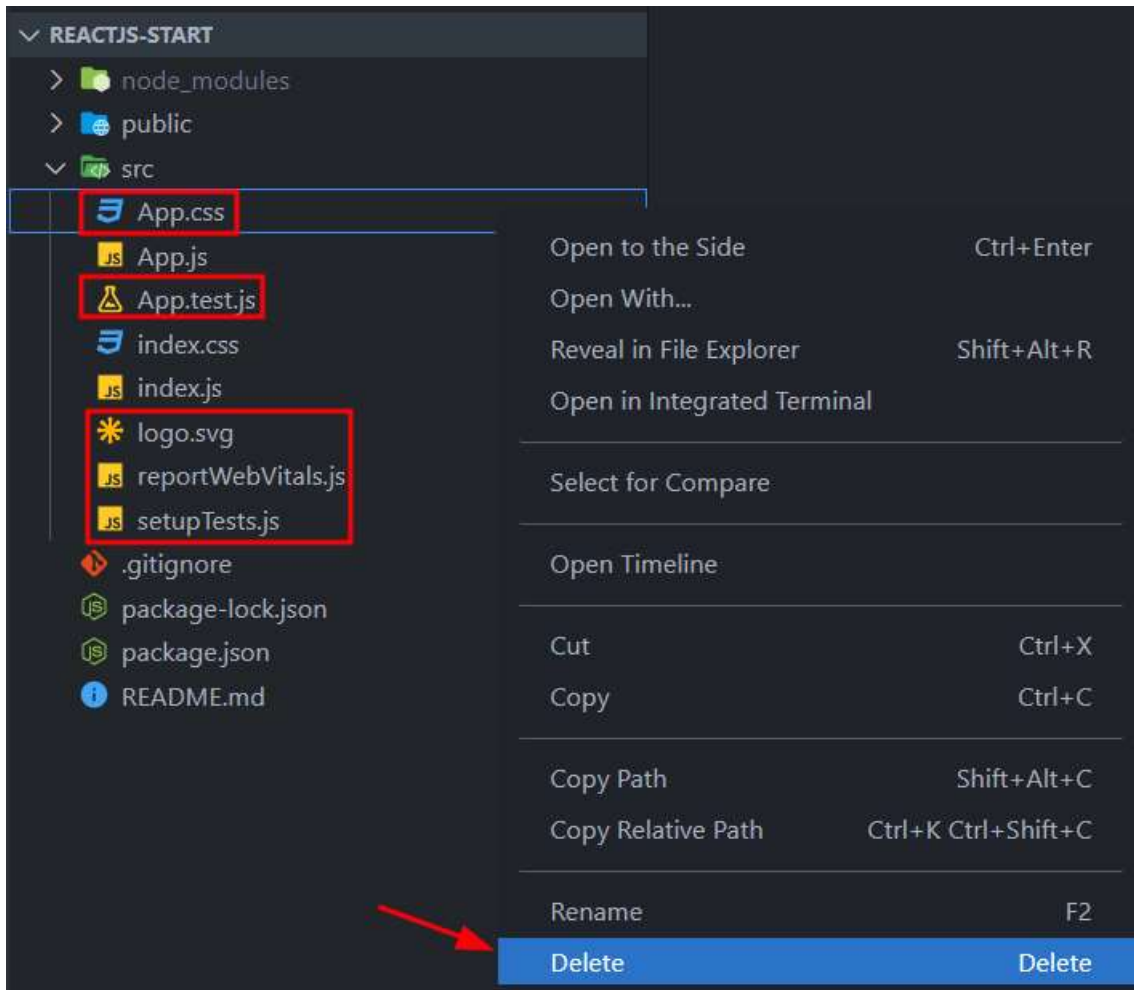 REACTJS-START
node_modules
public
src
App.css
App.js
App.test.js
index.css
index.js
logo.svg
reportWebVitals.js
setupTests.js
.gitignore
package-lock.json
package.json
README.md
Open to the Side Ctrl+Enter
Open With...
Reveal in File Explorer Shift+Alt+R
Open in Integrated Terminal
Select for Compare
Open Timeline
Cut Ctrl+X
Copy Ctrl+C
Copy Path Shift+Alt+C
Copy Relative Path Ctrl+K Ctrl+Shift+C
Rename F2
Delete Delete